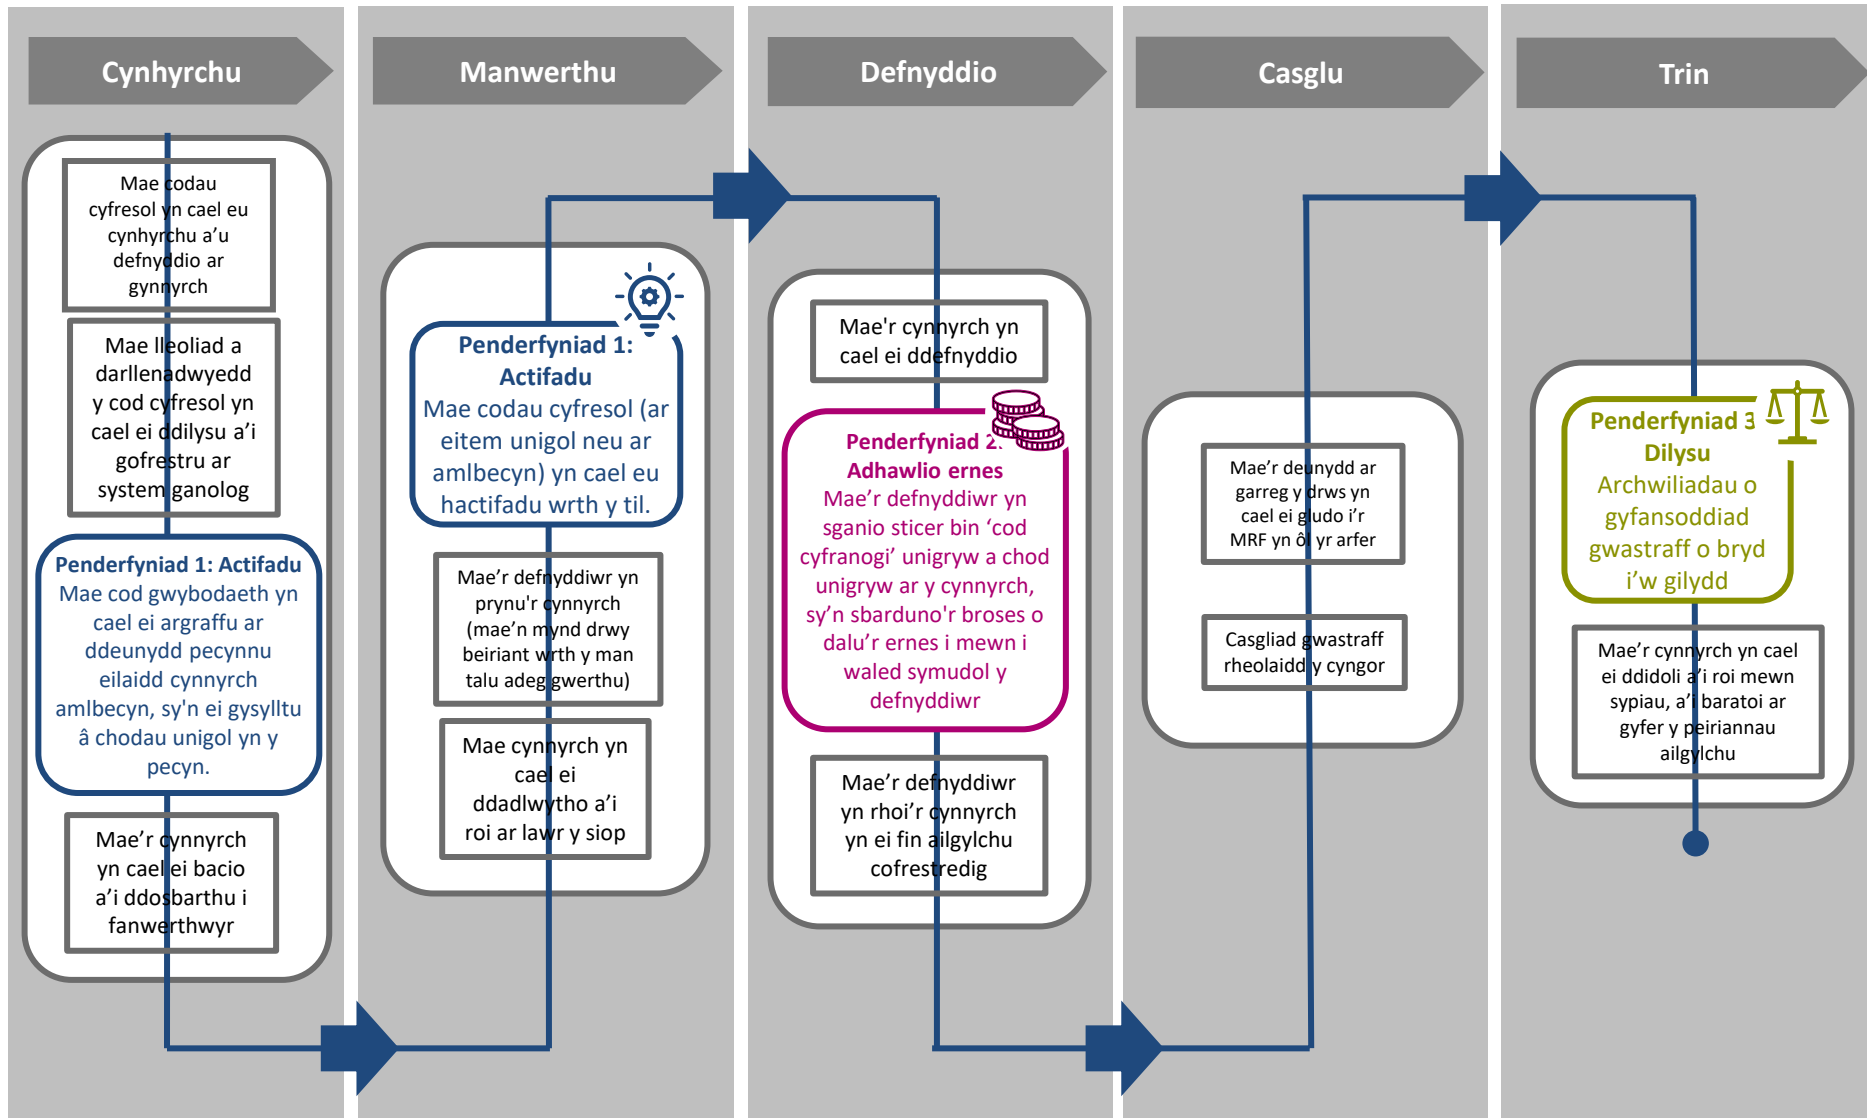 Cynhyrchu
Mae codau
cyfresol yn cael eu
cynhyrchu a'u
defnyddio ar
gynnyrch
Mae lleoliad a
darllenadwyedd
y cod cyfresol yn
cael ei ddilysu a'i
gofrestru ar
system ganolog
Penderfyniad 1: Actifadu
Mae cod gwybodaeth yn
cael ei argraffu ar
ddeunydd pecynnu
eilaidd cynnyrch
amlbecyn, sy'n ei gysylltu
â chodau unigol yn y
pecyn.
Mae'r cynnyrch
yn cael ei bacio
a'i ddosbarthu i
fanwerthwyr
Manwerthu
Penderfyniad 1:
Actifadu
Mae codau cyfresol (ar
eitem unigol neu ar
amlbecyn) yn cael eu
hactifadu wrth y til.
Mae'r defnyddiwr yn
prynu'r cynnyrch
(mae'n mynd drwy
beiriant wrth y man
talu adeg gwerthu)
Mae cynnyrch yn
cael ei
ddadlwytho a'i
roi ar lawr y siop
Defnyddio
Mae'r cynnyrch yn
cael ei ddefnyddio
Penderfyniad 2:
Adhawlio ernes
Mae'r defnyddiwr yn
sganio sticer bin ‘cod
cyfranogi’ unigryw a chod
unigryw ar y cynnyrch,
sy'n sbarduno'r broses o
dalu'r ernes i mewn i
waled symudol y
defnyddiwr
Mae'r defnyddiwr
yn rhoi'r cynnyrch
yn ei fin ailgylchu
cofrestredig
Casglu
Mae'r deunydd ar
garreg y drws yn
cael ei gludo i'r
MRF yn ôl yr arfer
Casgliad gwastraff
rheolaidd y cyngor
Trin
Penderfyniad 3
Dilysu
Archwiliadau o
gyfansoddiad
gwastraff o bryd
i'w gilydd
Mae'r cynnyrch yn cael
ei ddidoli a'i roi mewn
sypiau, a'i baratoi ar
gyfer y peiriannau
ailgylchu